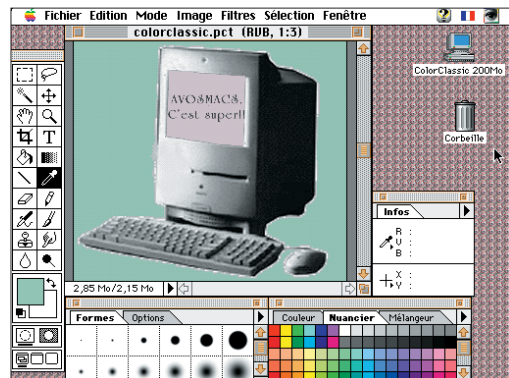 Fichier Edition Mode Image Filtres Sélection Fenêtre
colorclassic.pct (RUB, 1:3)
AVOSMACS,
C'est super!!
ColorClassic 200Mo
Corbeille
Infos
R :
V :
B :
X :
Y :
2,85 Mo/2,15 Mo
Formes Options
Couleur Nuancier Mélangeur